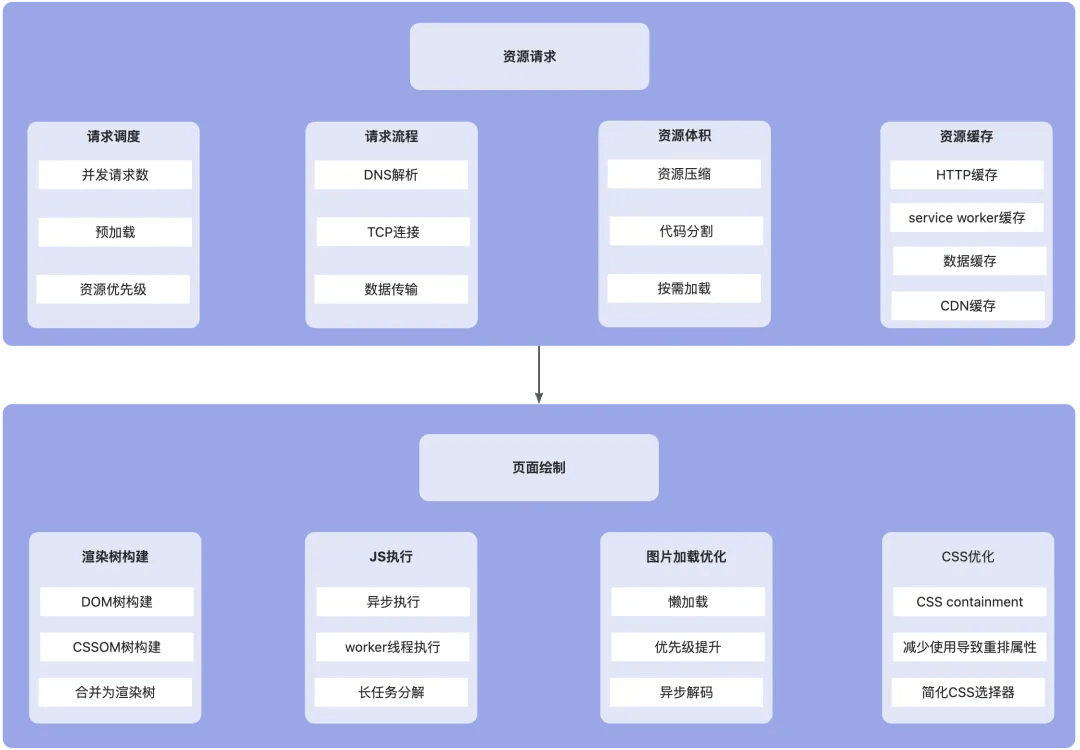 资源请求
请求调度
并发请求数
预加载
资源优先级
请求流程
DNS解析
TCP连接
数据传输
资源体积
资源压缩
代码分割
按需加载
资源缓存
HTTP缓存
service worker缓存
数据缓存
CDN缓存
页面绘制
渲染树构建
DOM树构建
CSSOM树构建
合并为渲染树
JS执行
异步执行
worker线程执行
长任务分解
图片加载优化
懒加载
优先级提升
异步解码
CSS优化
CSS containment
减少使用导致重排属性
简化CSS选择器